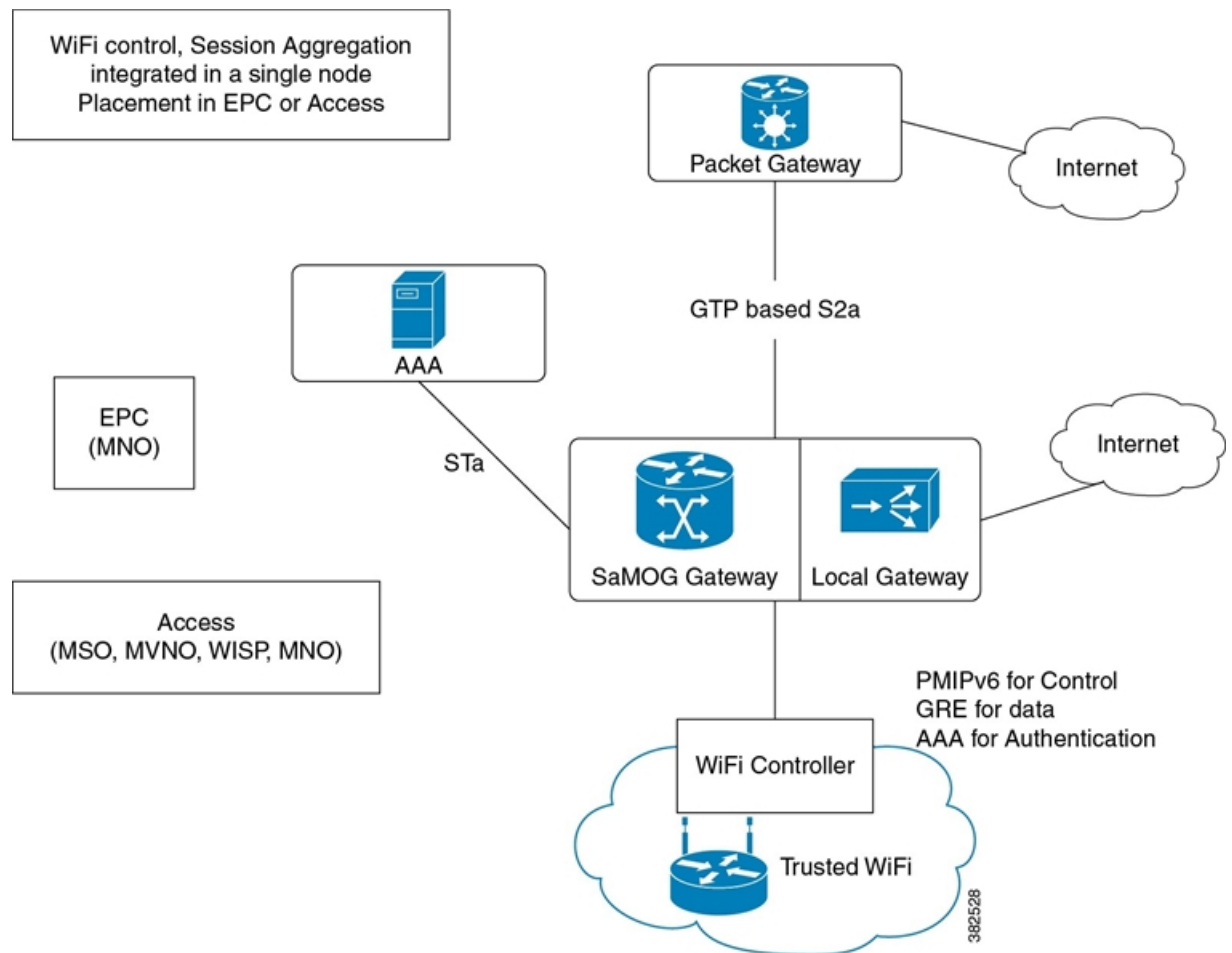 WiFi control, Session Aggregation
integrated in a single node
Placement in EPC or Access
Packet Gateway
Internet
GTP based S2a
AAA
EPC
(MNO)
STa
Internet
SaMOG Gateway
Local Gateway
Access
(MSO, MVNO, WISP, MNO)
PMIPv6 for Control
GRE for data
AAA for Authentication
WiFi Controller
Trusted WiFi
382528